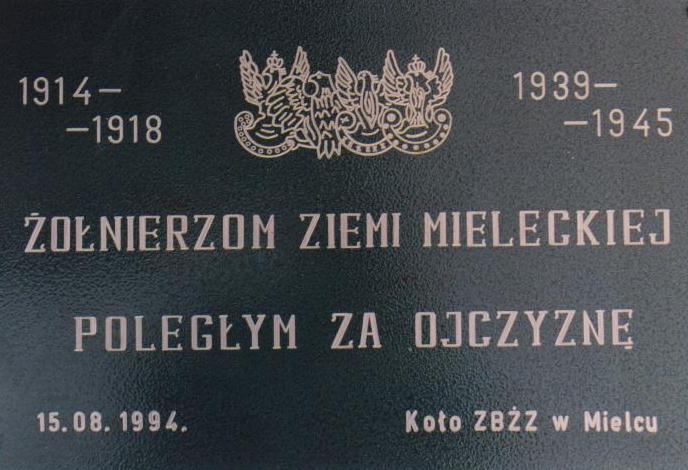 1914–
–1918
1939–
–1945
ŻOŁNIERZOM ZIEMI MIELECKIEJ
POLEGŁYM ZA OJCZYZNĘ
15.08.1994.
Koło ZBŻZ w Mielcu